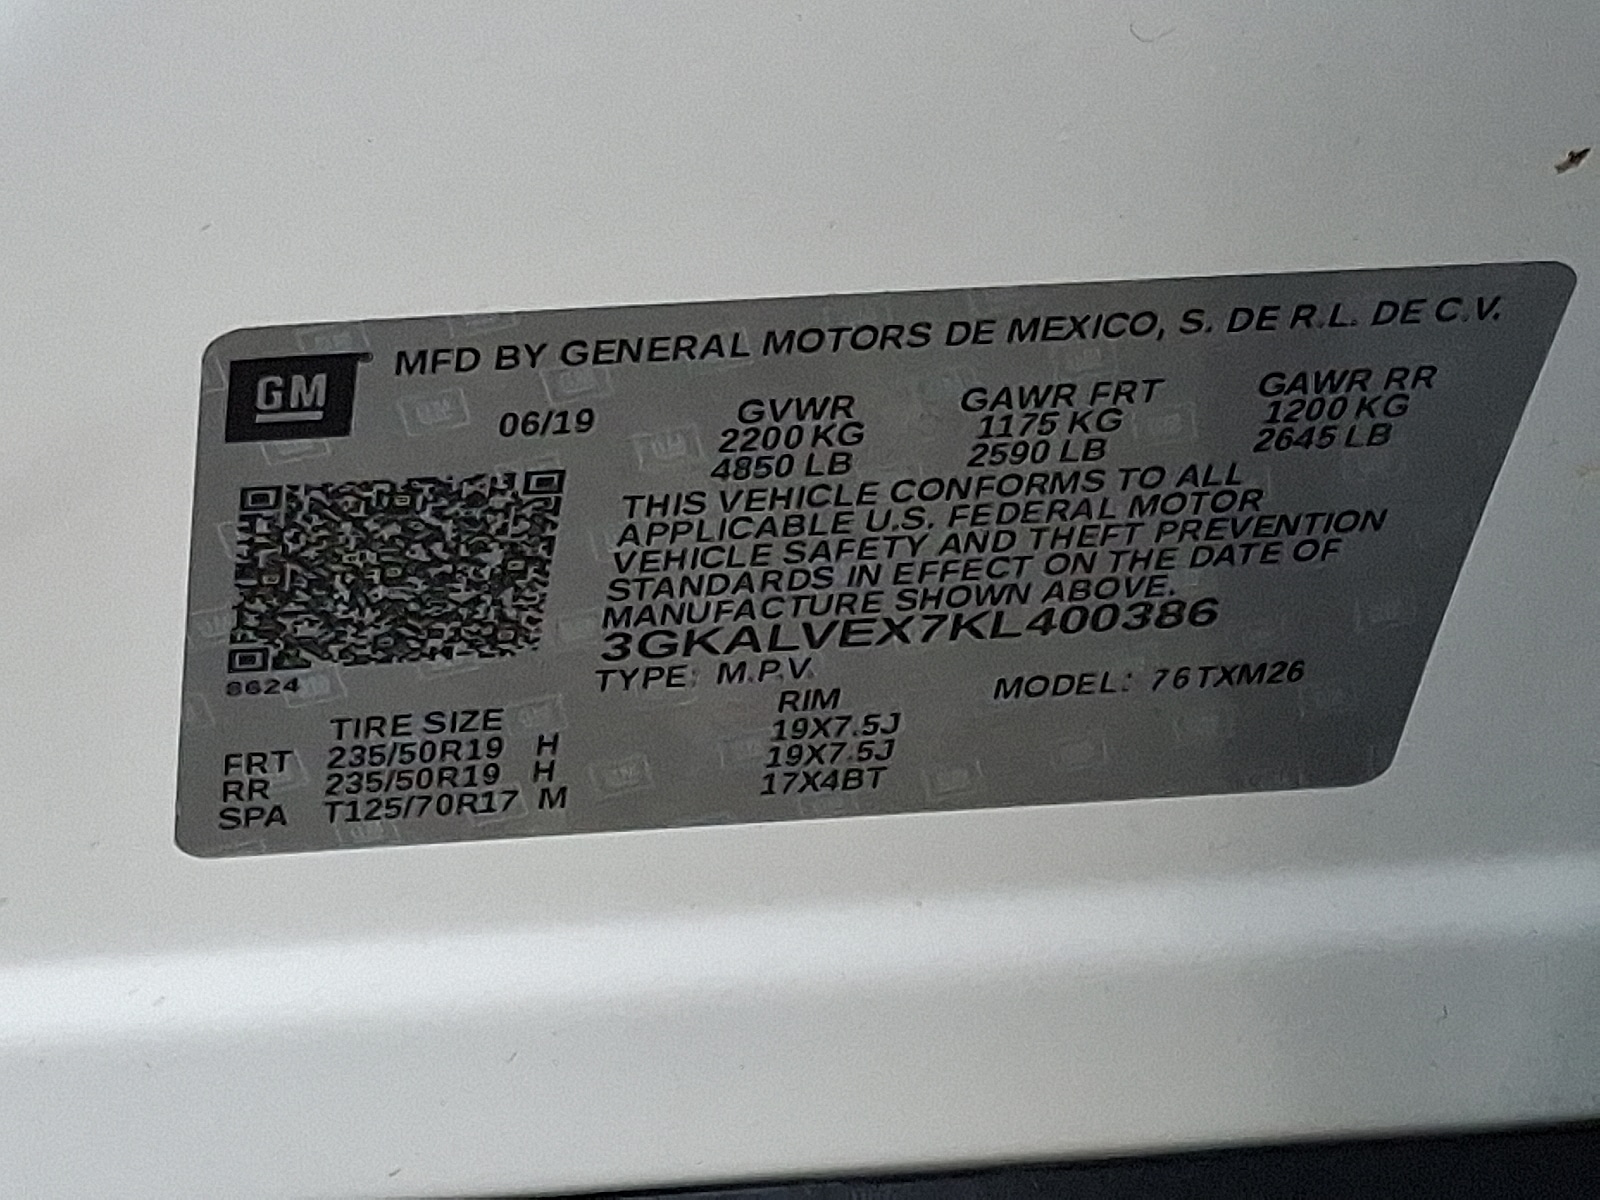 GM
MFD BY GENERAL MOTORS DE MEXICO, S. DE R.L. DE C.V.
06/19
GVWR GAWR FRT GAWR RR
2200 KG 1175 KG 1200 KG
4850 LB 2590 LB 2645 LB
THIS VEHICLE CONFORMS TO ALL
APPLICABLE U.S. FEDERAL MOTOR
VEHICLE SAFETY AND THEFT PREVENTION
STANDARDS IN EFFECT ON THE DATE OF
MANUFACTURE SHOWN ABOVE.
3GKALVEX7KL400386
8624
TYPE: M.P.V. MODEL: 76TXM26
TIRE SIZE RIM
FRT 235/50R19 H 19X7.5J
RR 235/50R19 H 19X7.5J
SPA T125/70R17 M 17X4BT